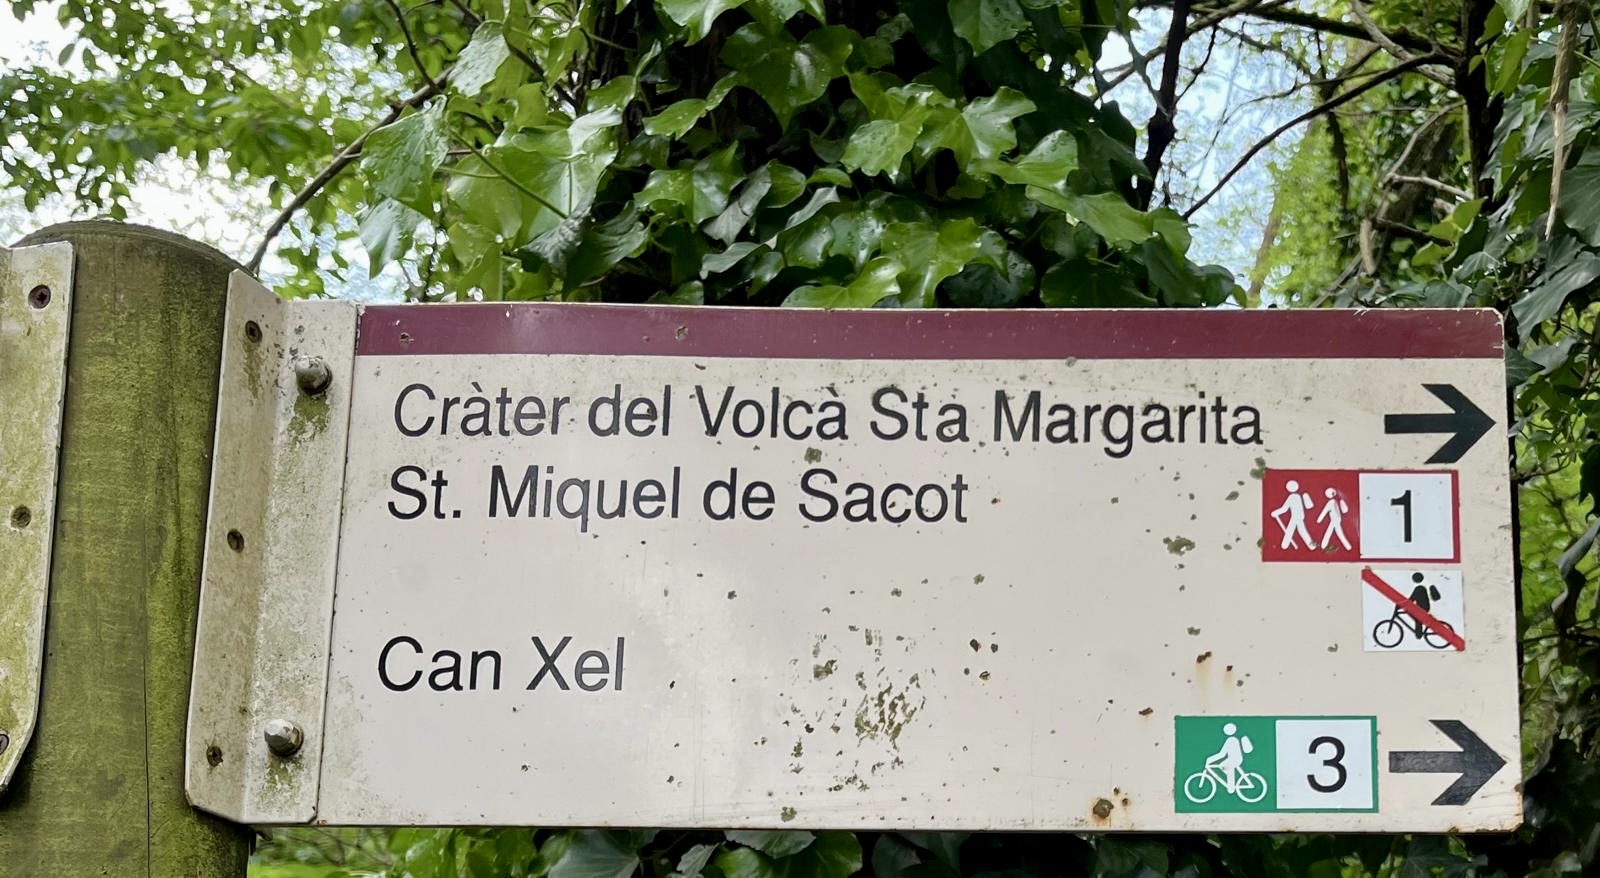 Cràter del Volcà Sta Margarita
St. Miquel de Sacot
1
Can Xel
3